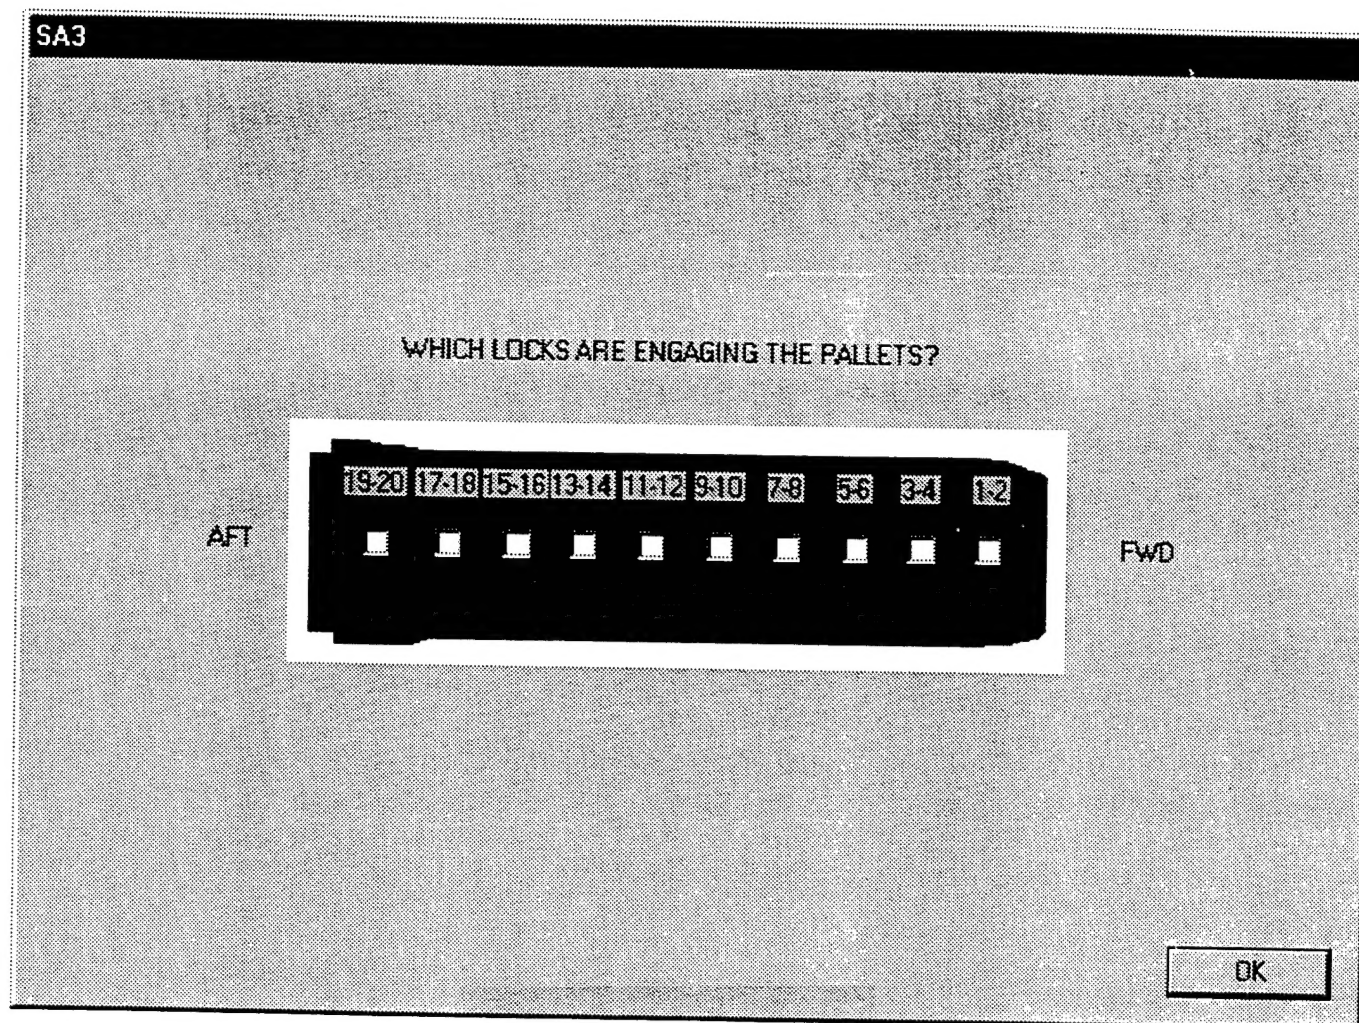 SA3
WHICH LOCKS ARE ENGAGING THE PALLETS?
19-20 17-18 15-16 13-14 11-12 9-10 7-8 5-6 3-4 1-2
AFT FWD
OK